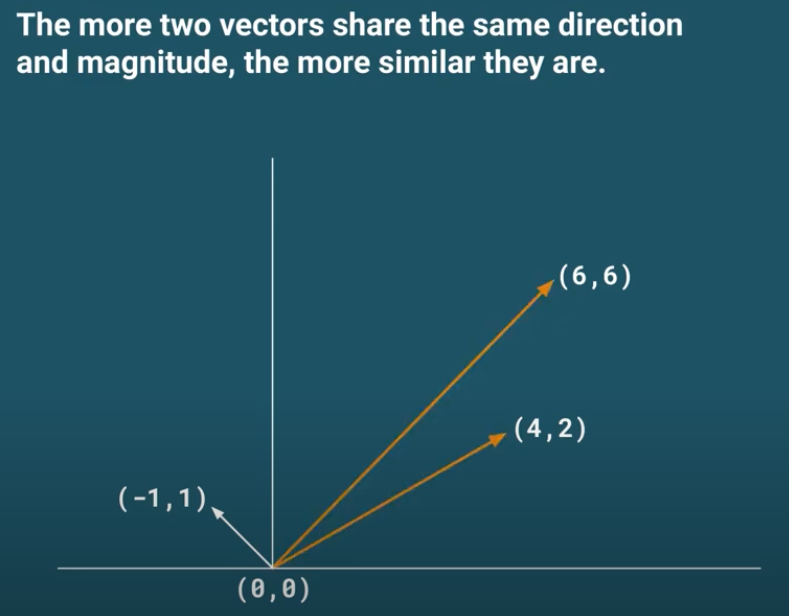 The more two vectors share the same direction
and magnitude, the more similar they are.
(6,6)
(4,2)
(-1,1)
(0,0)